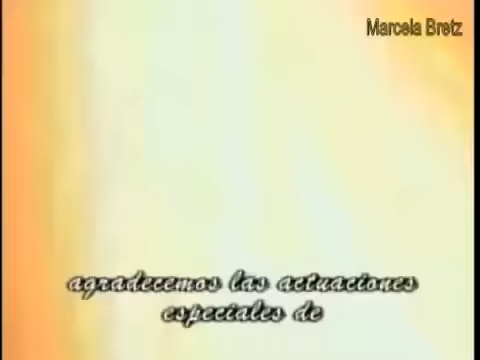 Marcela Bretz
agradecemos las actuaciones
especiales de